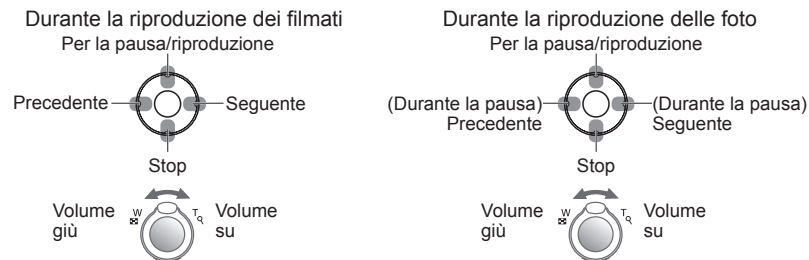 Durante la riproduzione dei filmati
Per la pausa/riproduzione
Precedente
Seguente
Stop
Volume
giù
W
T
Volume
su
Durante la riproduzione delle foto
Per la pausa/riproduzione
(Durante la pausa)
Precedente
(Durante la pausa)
Seguente
Stop
Volume
giù
W
T
Volume
su